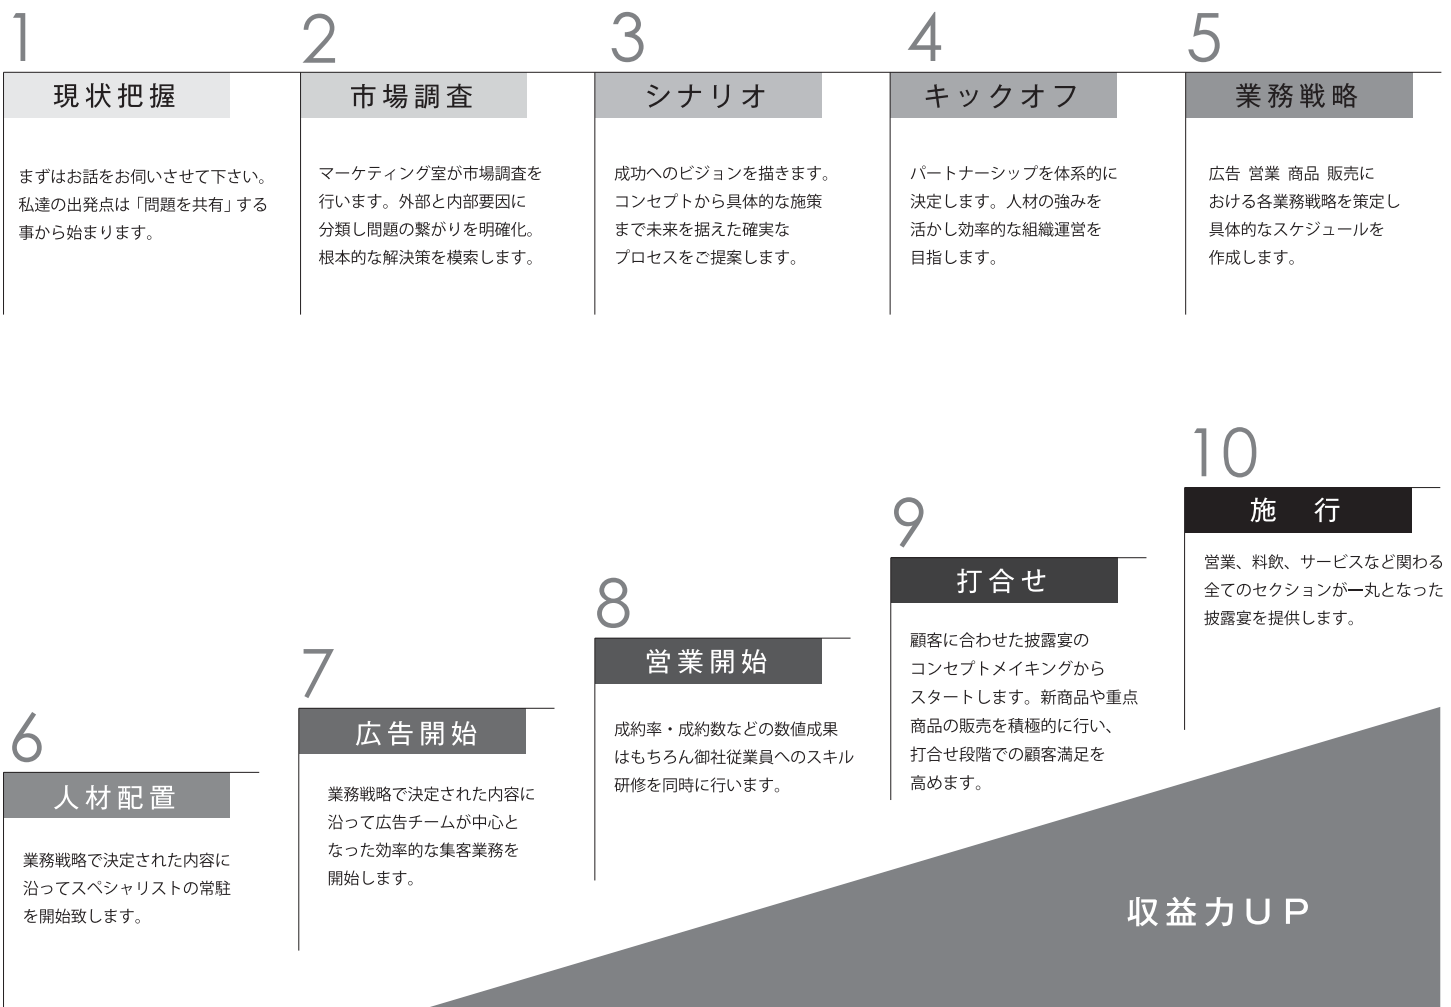 1
現状把握
まずはお話をお伺いさせて下さい。
私達の出発点は「問題を共有」する
事から始まります。
2
市場調査
マーケティング室が市場調査を
行います。外部と内部要因に
分類し問題の繋がりを明確化。
根本的な解決策を模索します。
3
シナリオ
成功へのビジョンを描きます。
コンセプトから具体的な施策
まで未来を据えた確実な
プロセスをご提案します。
4
キックオフ
パートナーシップを体系的に
決定します。人材の強みを
活かし効率的な組織運営を
目指します。
5
業務戦略
広告 営業 商品 販売に
おける各業務戦略を策定し
具体的なスケジュールを
作成します。
6
人材配置
業務戦略で決定された内容に
沿ってスペシャリストの常駐
を開始致します。
7
広告開始
業務戦略で決定された内容に
沿って広告チームが中心と
なった効率的な集客業務を
開始します。
8
営業開始
成約率・成約数などの数値成果
はもちろん御社従業員へのスキル
研修を同時に行います。
9
打合せ
顧客に合わせた披露宴の
コンセプトメイキングから
スタートします。新商品や重点
商品の販売を積極的に行い、
打合せ段階での顧客満足を
高めます。
10
施 行
営業、料飲、サービスなど関わる
全てのセクションが一丸となった
披露宴を提供します。
収益力UP